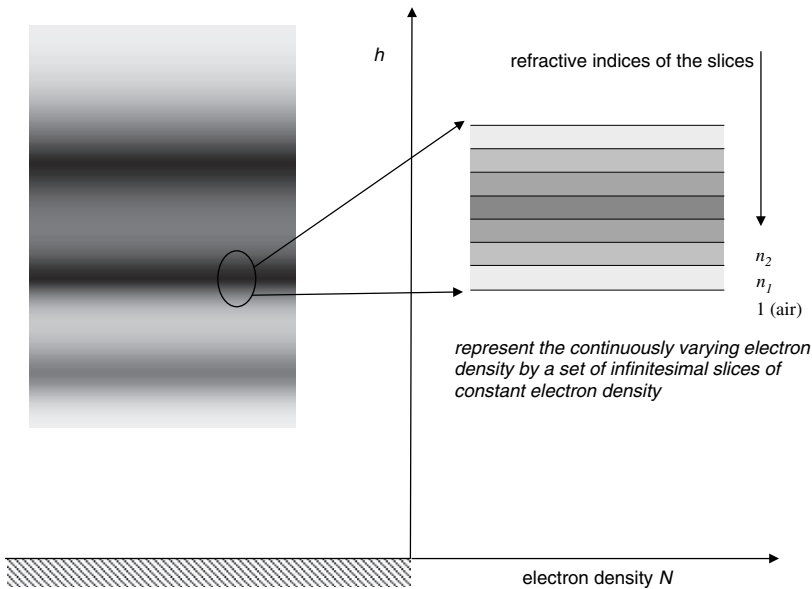 h
refractive indices of the slices
n2
n1
1 (air)
represent the continuously varying electron
density by a set of infinitesimal slices of
constant electron density
electron density N